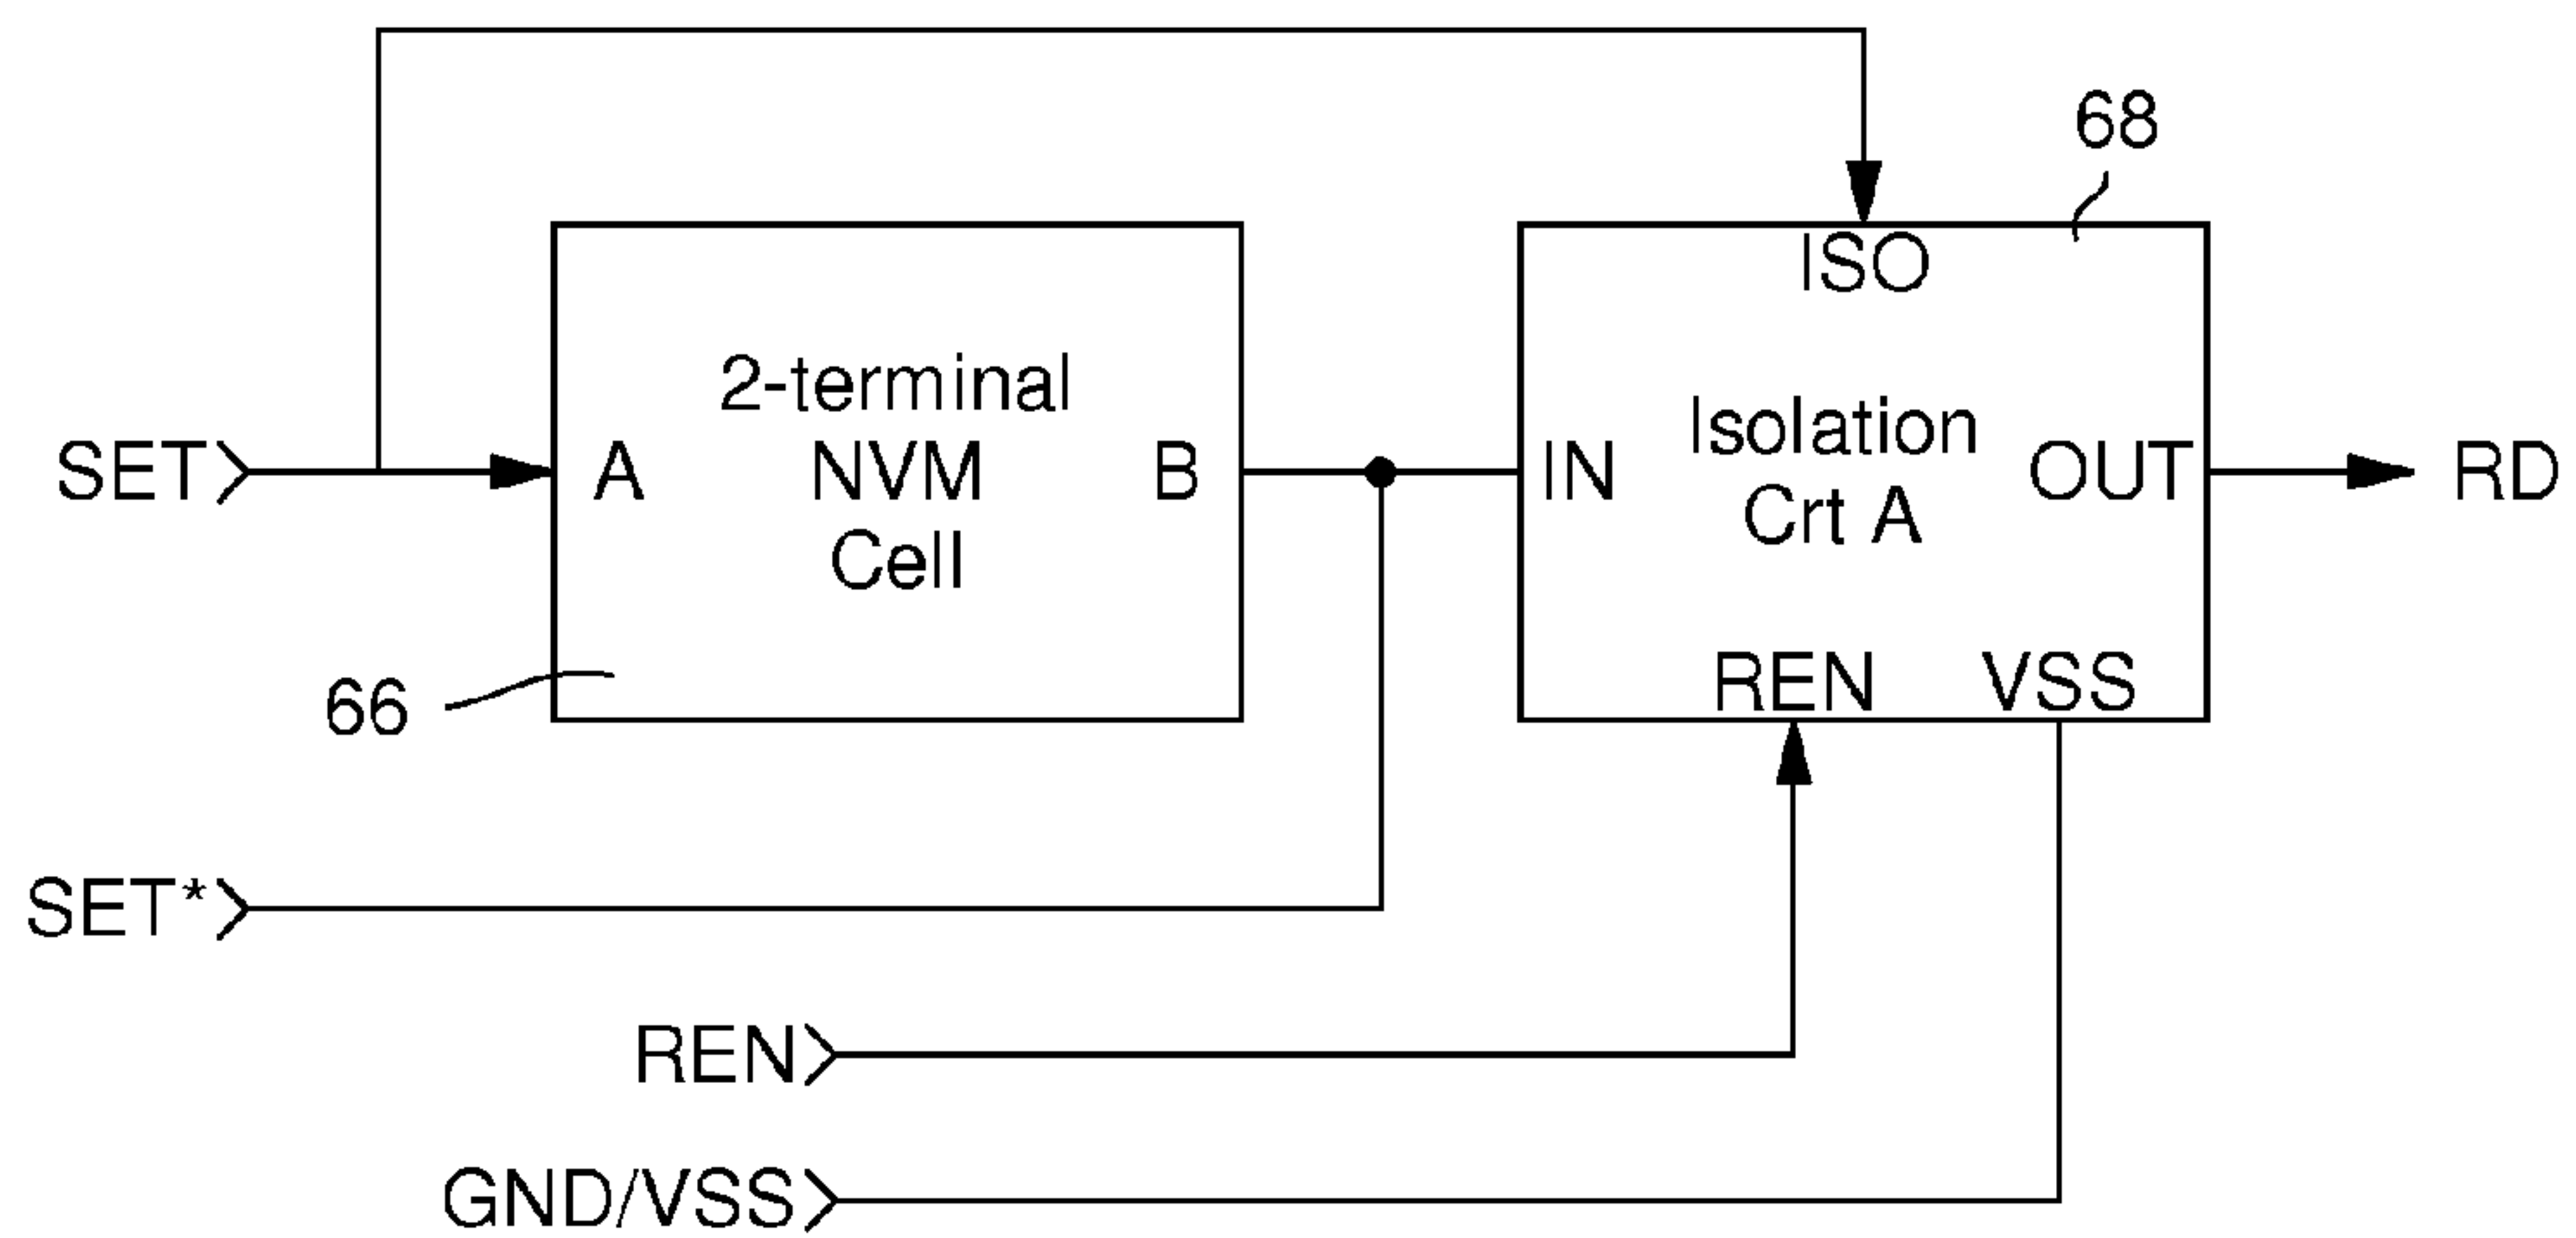 68
ISO
2-terminal
NVM
Cell
A
B
SET
IN
Isolation
Crt A
OUT
RD
REN
VSS
66
SET*
REN
GND/VSS